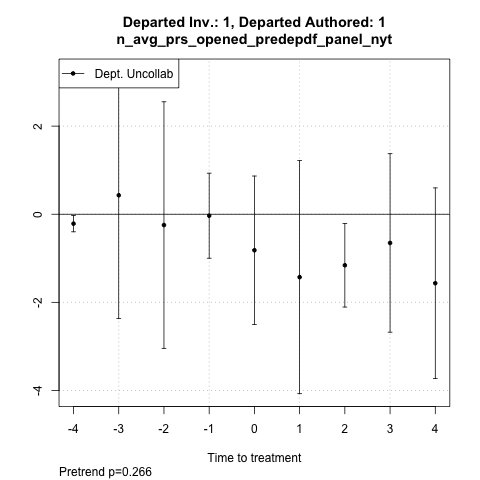 Departed Inv.: 1, Departed Authored: 1
n_avg_prs_opened_predepdf_panel_nyt
Dept. Uncollab
2
0
-2
-4
-4 -3 -2 -1 0 1 2 3 4
Time to treatment
Pretrend p=0.266